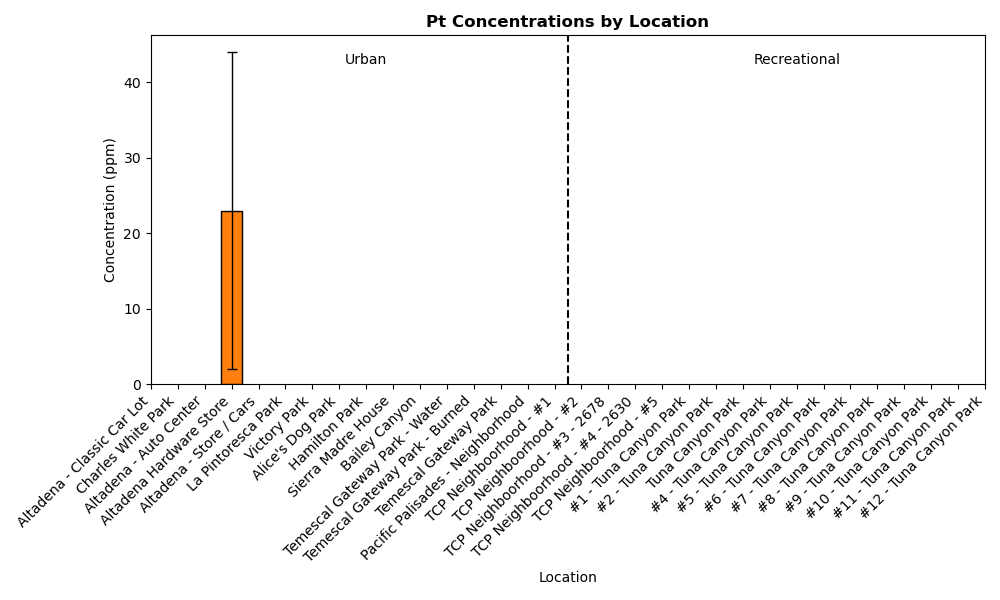 Pt Concentrations by Location
Urban
Recreational
Concentration (ppm)
40
30
20
10
0
Altadena - Classic Car Lot
Charles White Park
Altadena - Auto Center
Altadena Hardware Store
Altadena - Store / Cars
La Pintoresca Park
Victory Park
Alice's Dog Park
Hamilton Park
Sierra Madre House
Bailey Canyon
Temescal Gateway Park - Water
Temescal Gateway Park - Burned
Temescal Gateway Park
Pacific Palisades - Neighborhood
TCP Neighboorhood - #1
TCP Neighboorhood - #2
TCP Neighboorhood - #3 - 2678
TCP Neighboorhood - #4 - 2630
TCP Neighboorhood - #5
#1 - Tuna Canyon Park
#2 - Tuna Canyon Park
Tuna Canyon Park
#4 - Tuna Canyon Park
#5 - Tuna Canyon Park
#6 - Tuna Canyon Park
#7 - Tuna Canyon Park
#8 - Tuna Canyon Park
#9 - Tuna Canyon Park
#10 - Tuna Canyon Park
#11 - Tuna Canyon Park
#12 - Tuna Canyon Park
Location